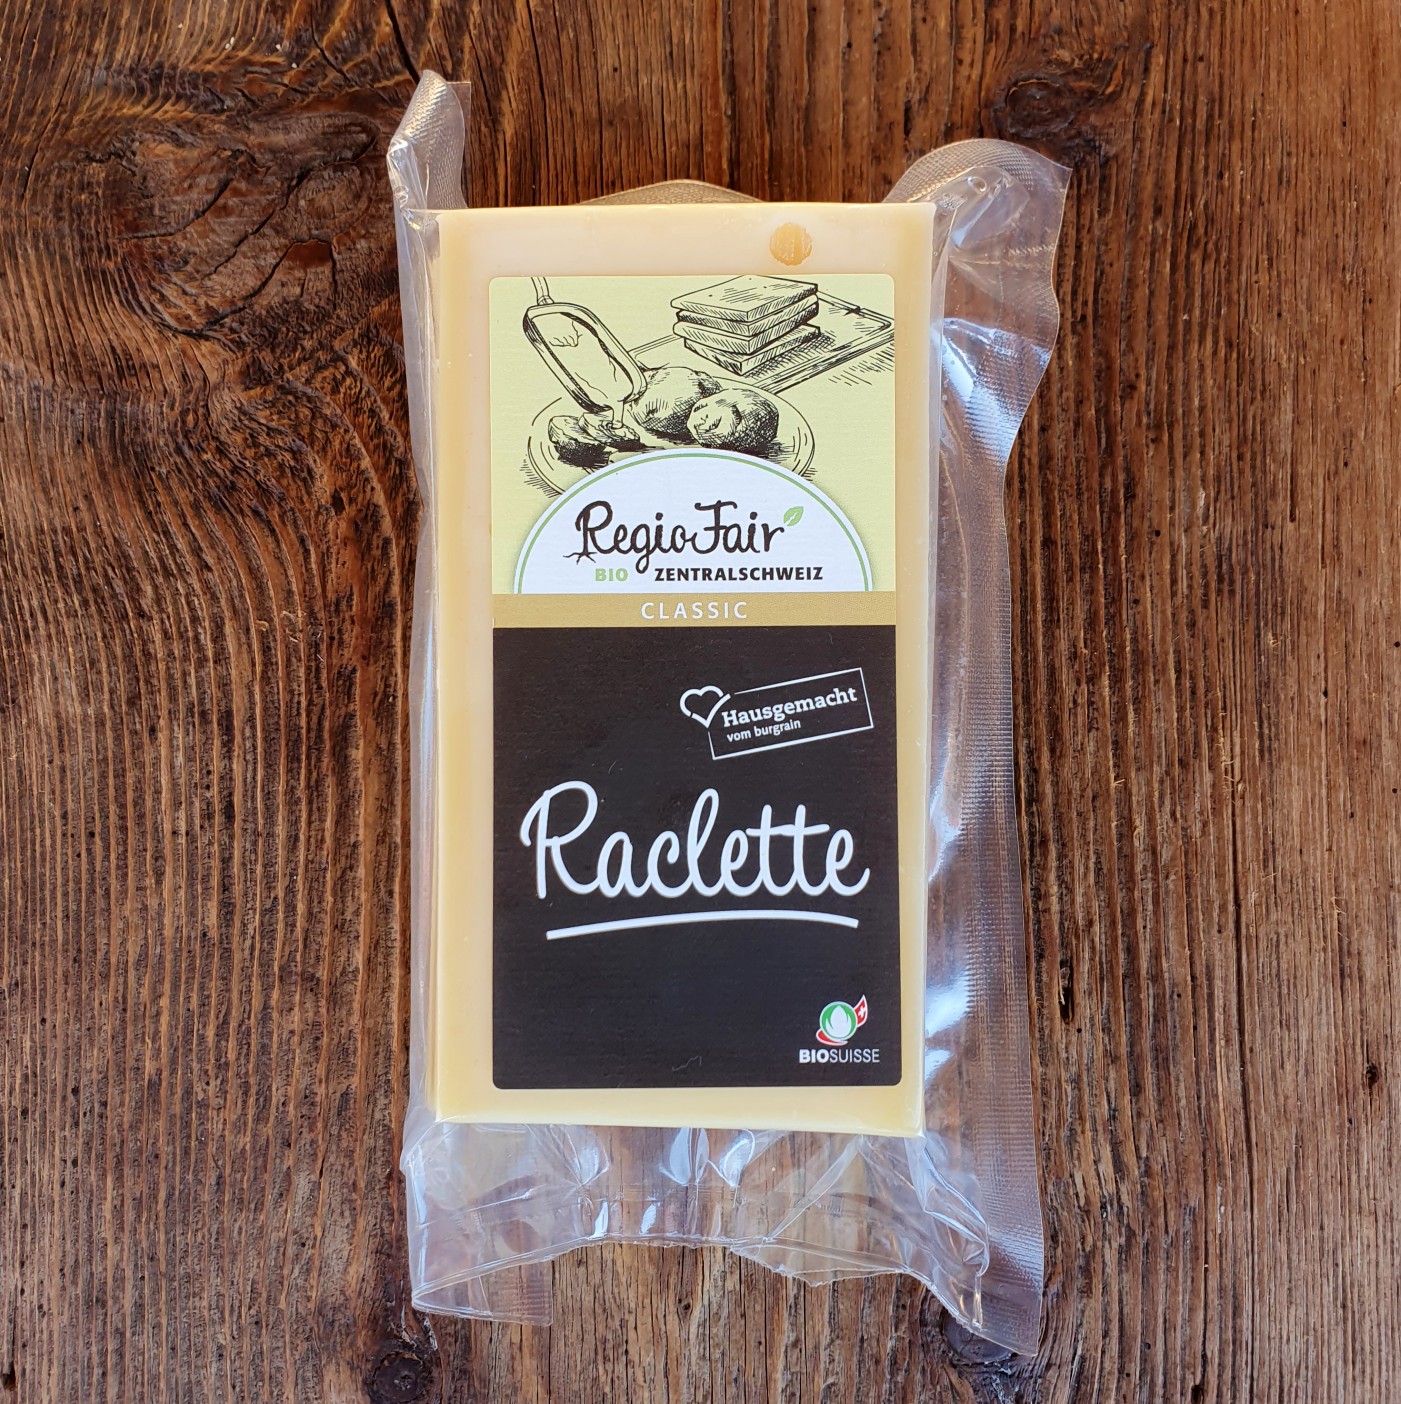 RegioFair
BIO ZENTRALSCHWEIZ
CLASSIC
Hausgemacht
vom burgrain
Raclette
BIOSUISSE